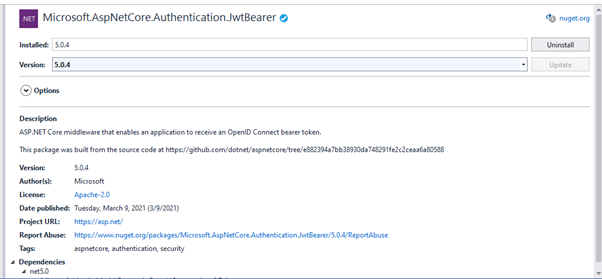 .NET Microsoft.AspNetCore.Authentication.JwtBearer nuget.org
Installed: 5.0.4 Uninstall
Version: 5.0.4 Update
Options
Description
ASP.NET Core middleware that enables an application to receive an OpenID Connect bearer token.
This package was built from the source code at https://github.com/dotnet/aspnetcore/tree/e882394a7bb38930da748291fe2c2ceaa6a80588
Version: 5.0.4
Author(s): Microsoft
License: Apache-2.0
Date published: Tuesday, March 9, 2021 (3/9/2021)
Project URL: https://asp.net/
Report Abuse: https://www.nuget.org/packages/Microsoft.AspNetCore.Authentication.JwtBearer/5.0.4/ReportAbuse
Tags: aspnetcore, authentication, security
Dependencies
net5.0